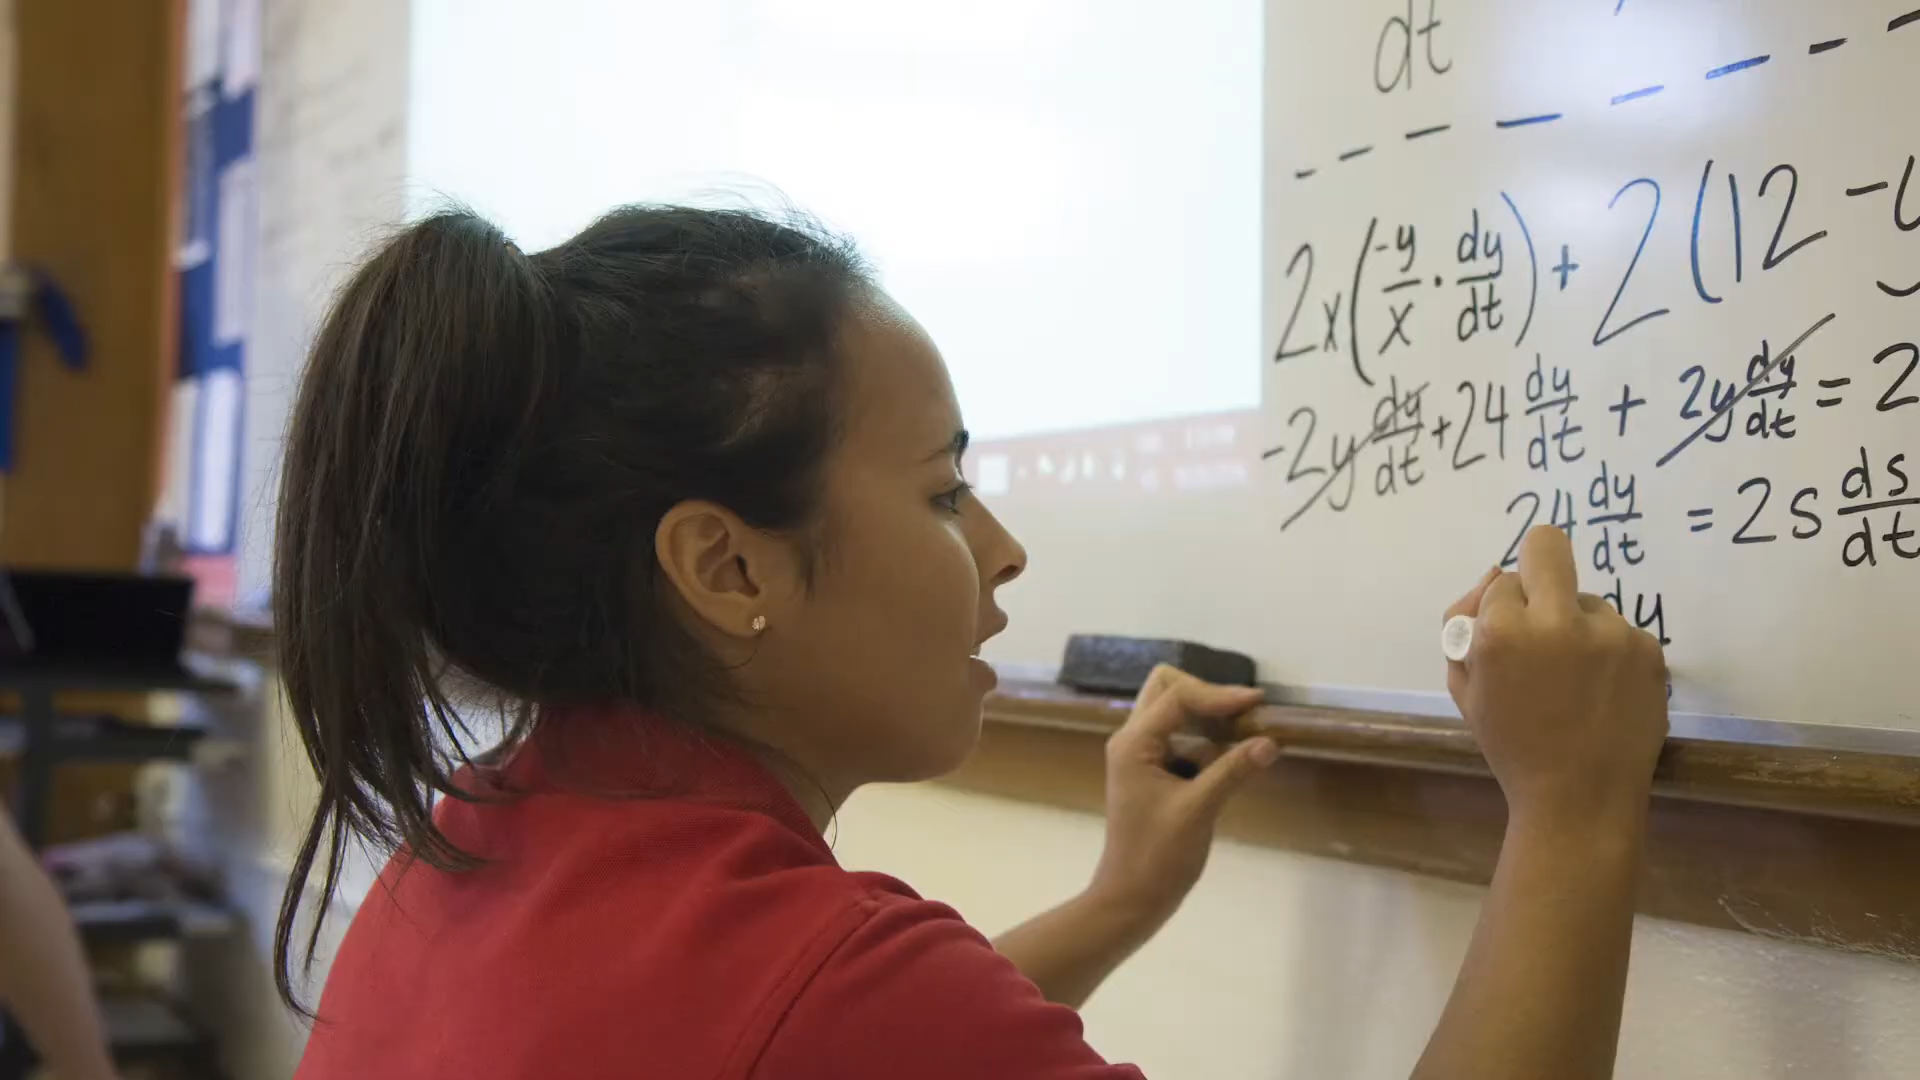 dt
2x(-y/x · dy/dt) + 2(12 -
-2y dy/dt + 24 dy/dt + 2y dy/dt = 2
24 dy/dt = 2s ds/dt
dy